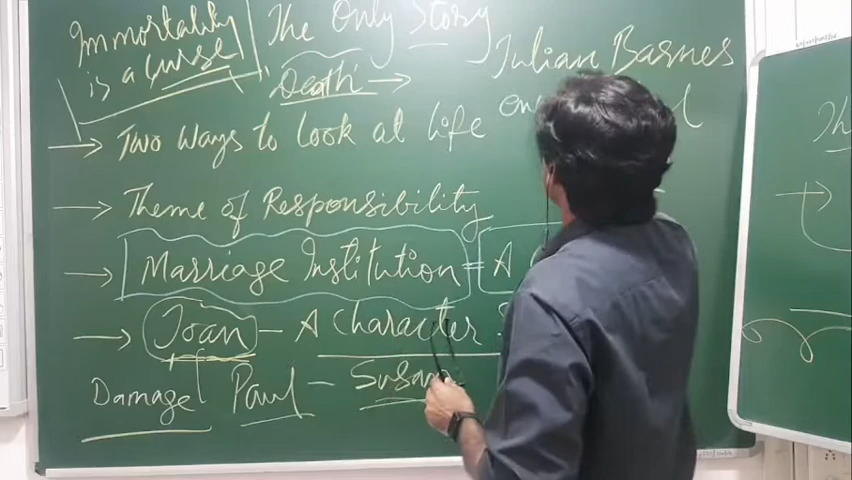 Immortality
is a Curse
The Only Story
Julian Barnes
Death →
→ Two Ways to look at life
→ Theme of Responsibility
→ Marriage Institution = A
→ Joan - A Character
Damage Paul - Susan